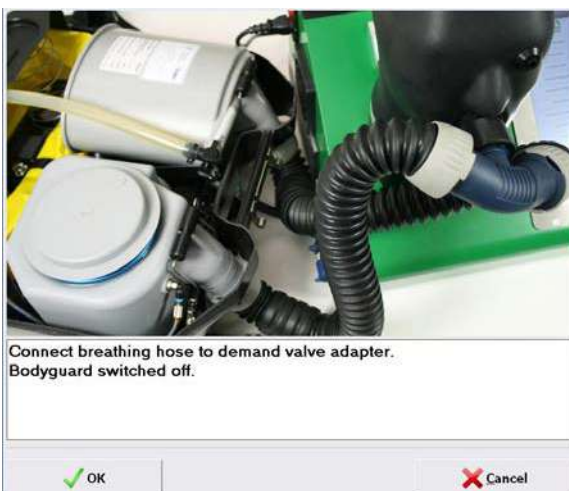 Connect breathing hose to demand valve adapter.
Bodyguard switched off.
OK
Cancel